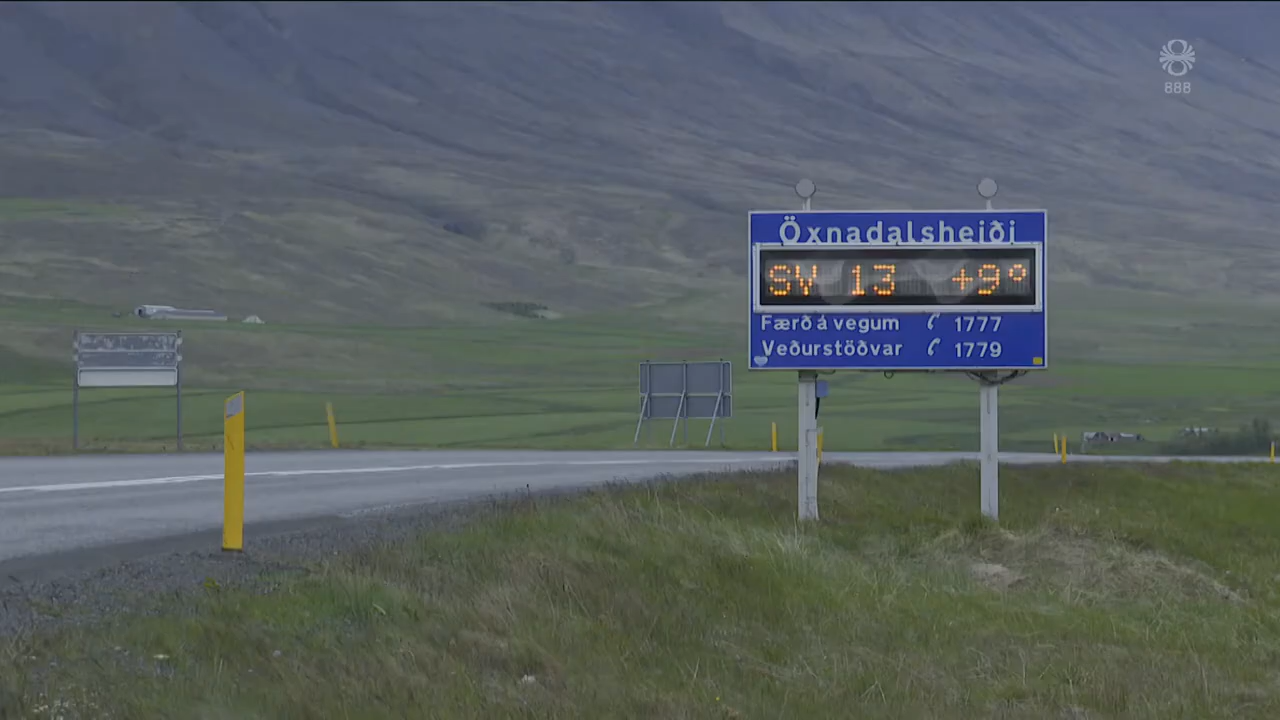 888
Öxnadalsheiði
SV 13 +9°
Færð á vegum 1777
Veðurstöðvar 1779